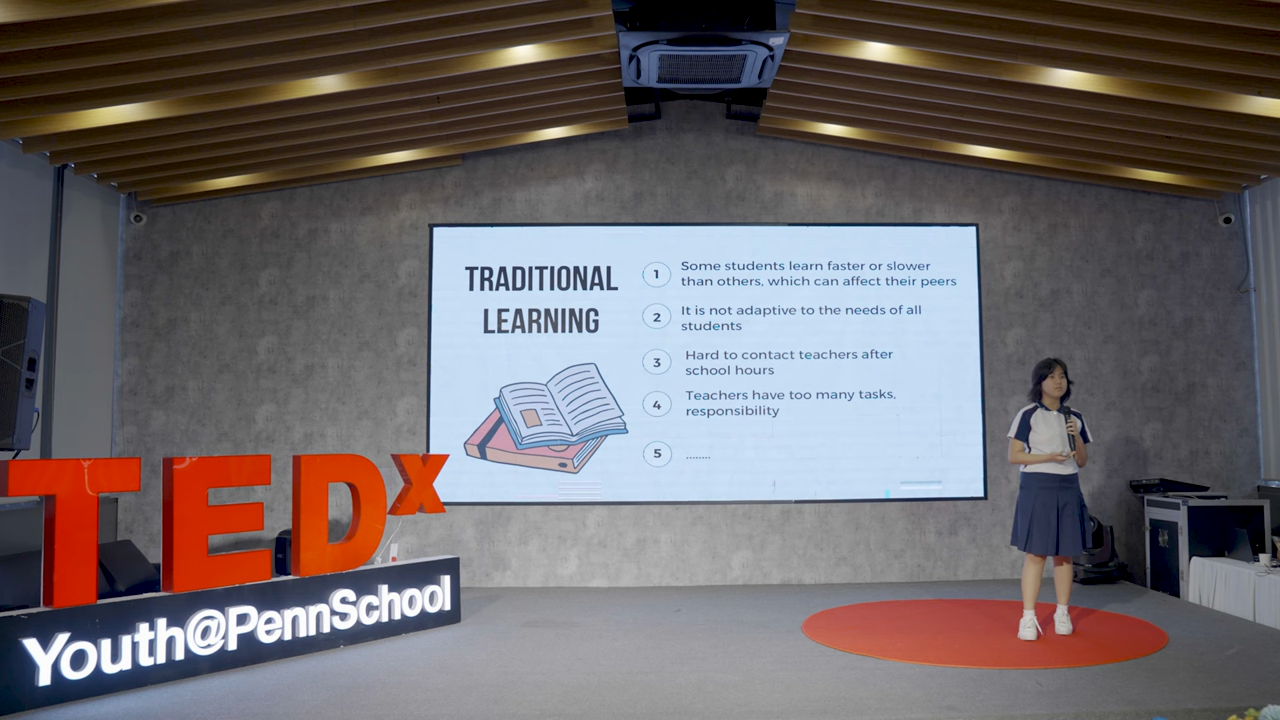 TRADITIONAL
LEARNING
1
Some students learn faster or slower
than others, which can affect their peers
2
It is not adaptive to the needs of all
students
3
Hard to contact teachers after
school hours
4
Teachers have too many tasks,
responsibility
5
........
TEDx
Youth@PennSchool